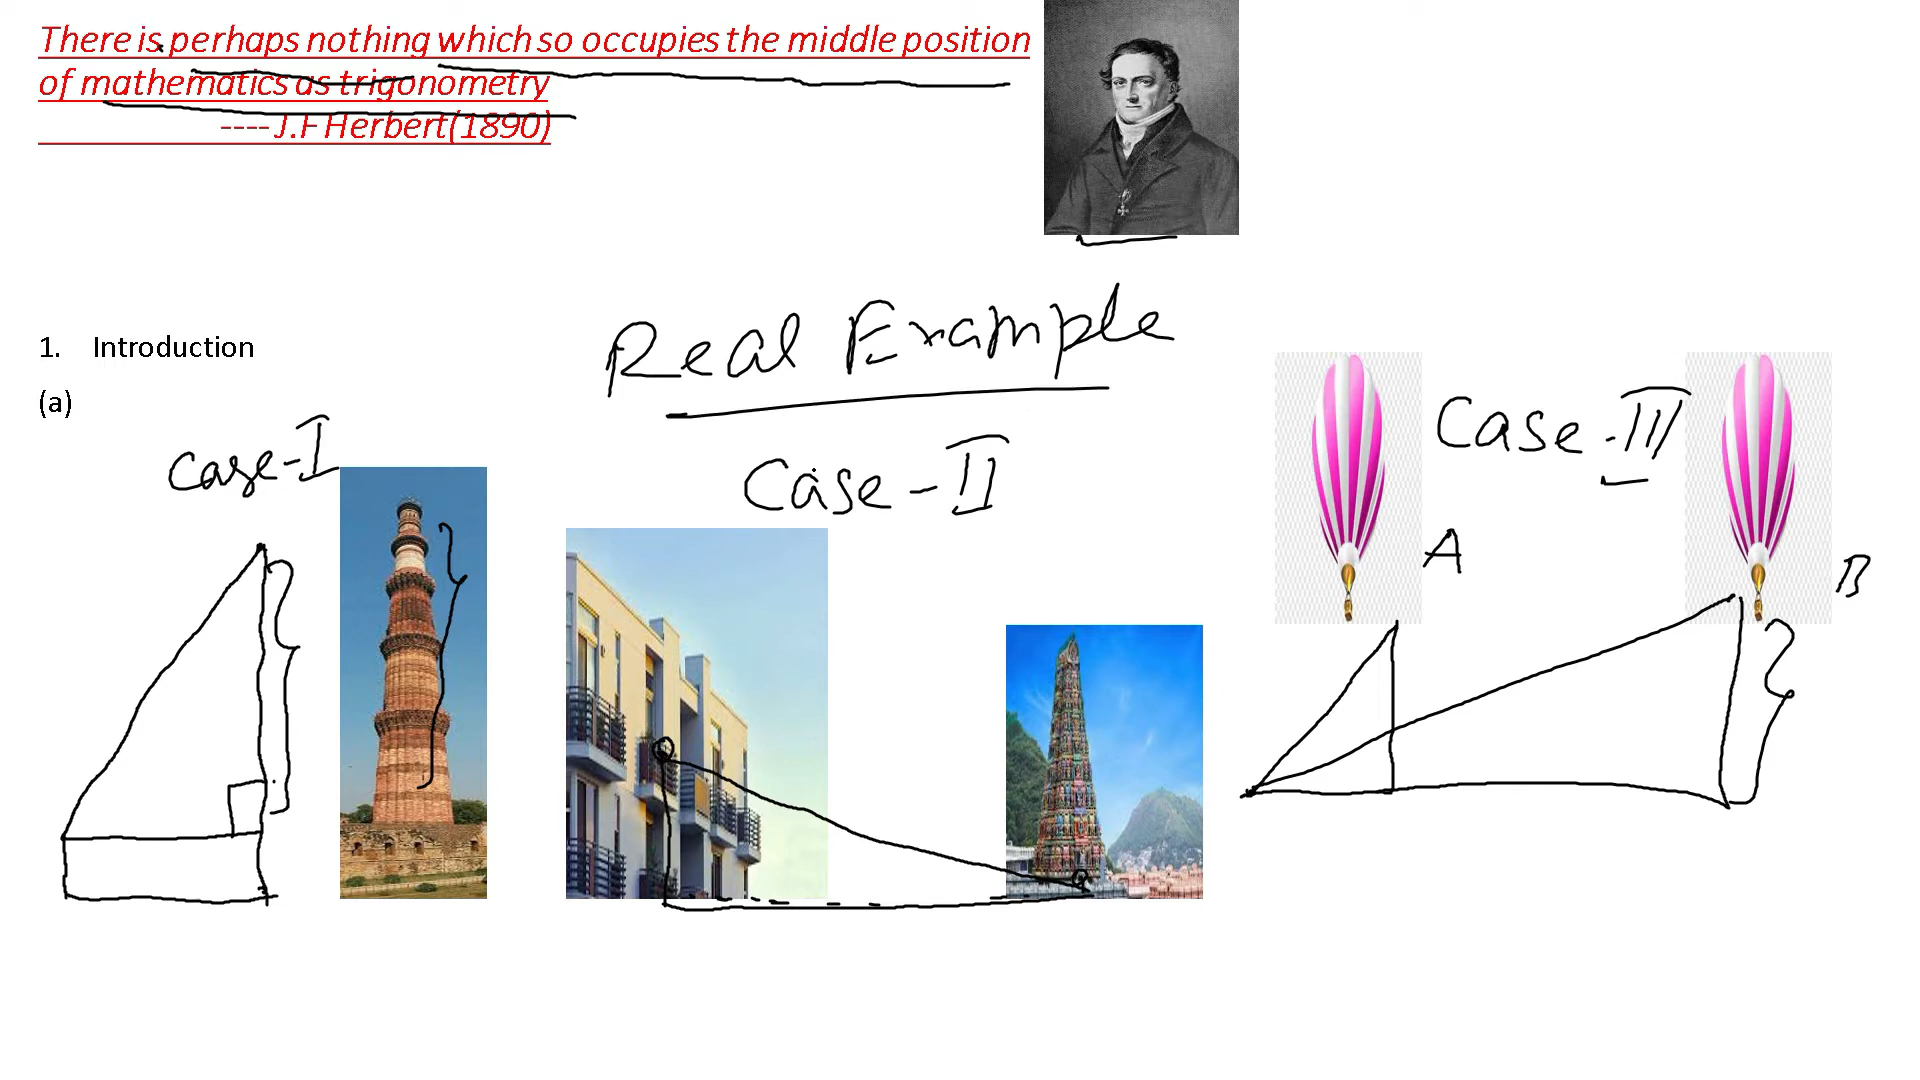 There is perhaps nothing which so occupies the middle position
of mathematics as trigonometry
---- J.F Herbert(1890)
Real Example
1. Introduction
(a)
Case-I
Case-II
Case-III
A
B